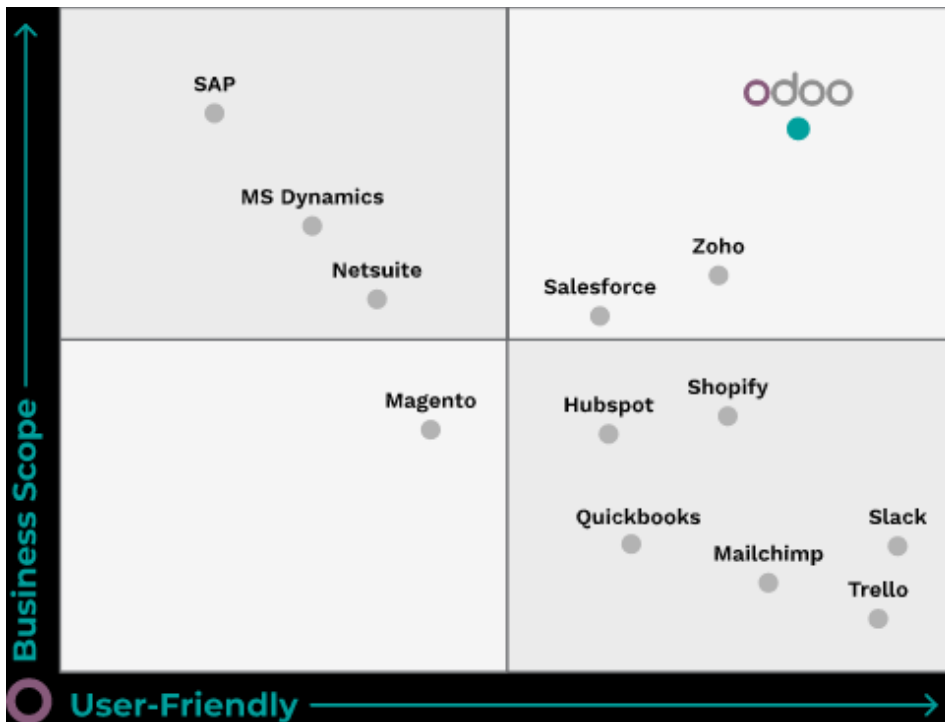 SAP
odoo
MS Dynamics
Zoho
Netsuite
Salesforce
Shopify
Magento
Hubspot
Quickbooks
Slack
Mailchimp
Trello
Business Scope
User-Friendly